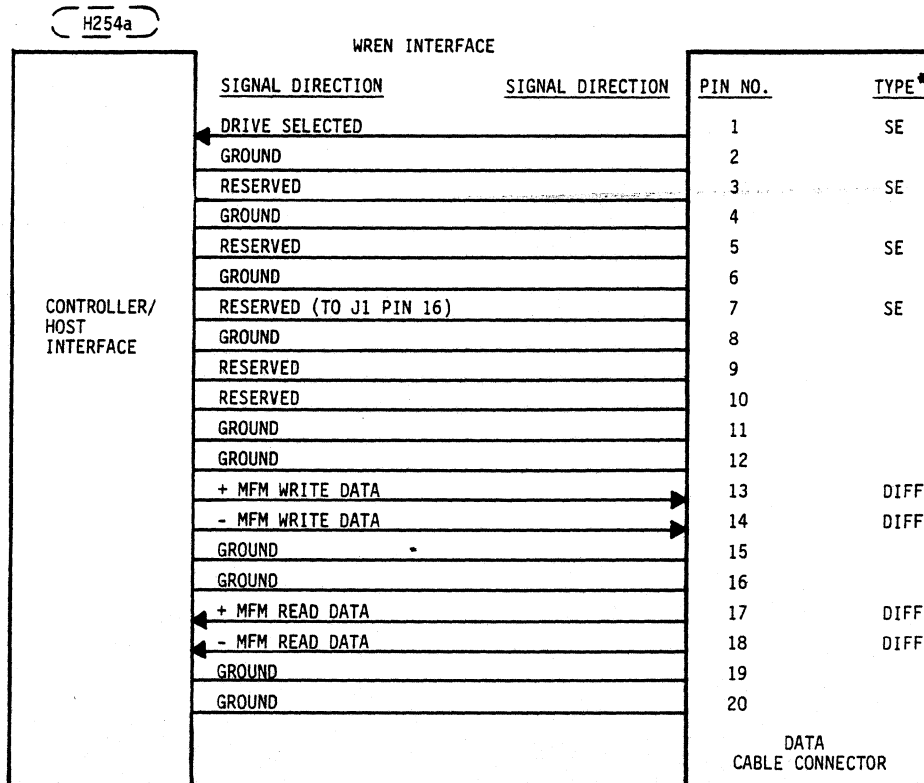 H254a
WREN INTERFACE
SIGNAL DIRECTION SIGNAL DIRECTION PIN NO. TYPE*
DRIVE SELECTED 1 SE
GROUND 2
RESERVED 3 SE
GROUND 4
RESERVED 5 SE
GROUND 6
CONTROLLER/
HOST
INTERFACE
RESERVED (TO J1 PIN 16) 7 SE
GROUND 8
RESERVED 9
RESERVED 10
GROUND 11
GROUND 12
+ MFM WRITE DATA 13 DIFF
- MFM WRITE DATA 14 DIFF
GROUND 15
GROUND 16
+ MFM READ DATA 17 DIFF
- MFM READ DATA 18 DIFF
GROUND 19
GROUND 20
DATA
CABLE CONNECTOR